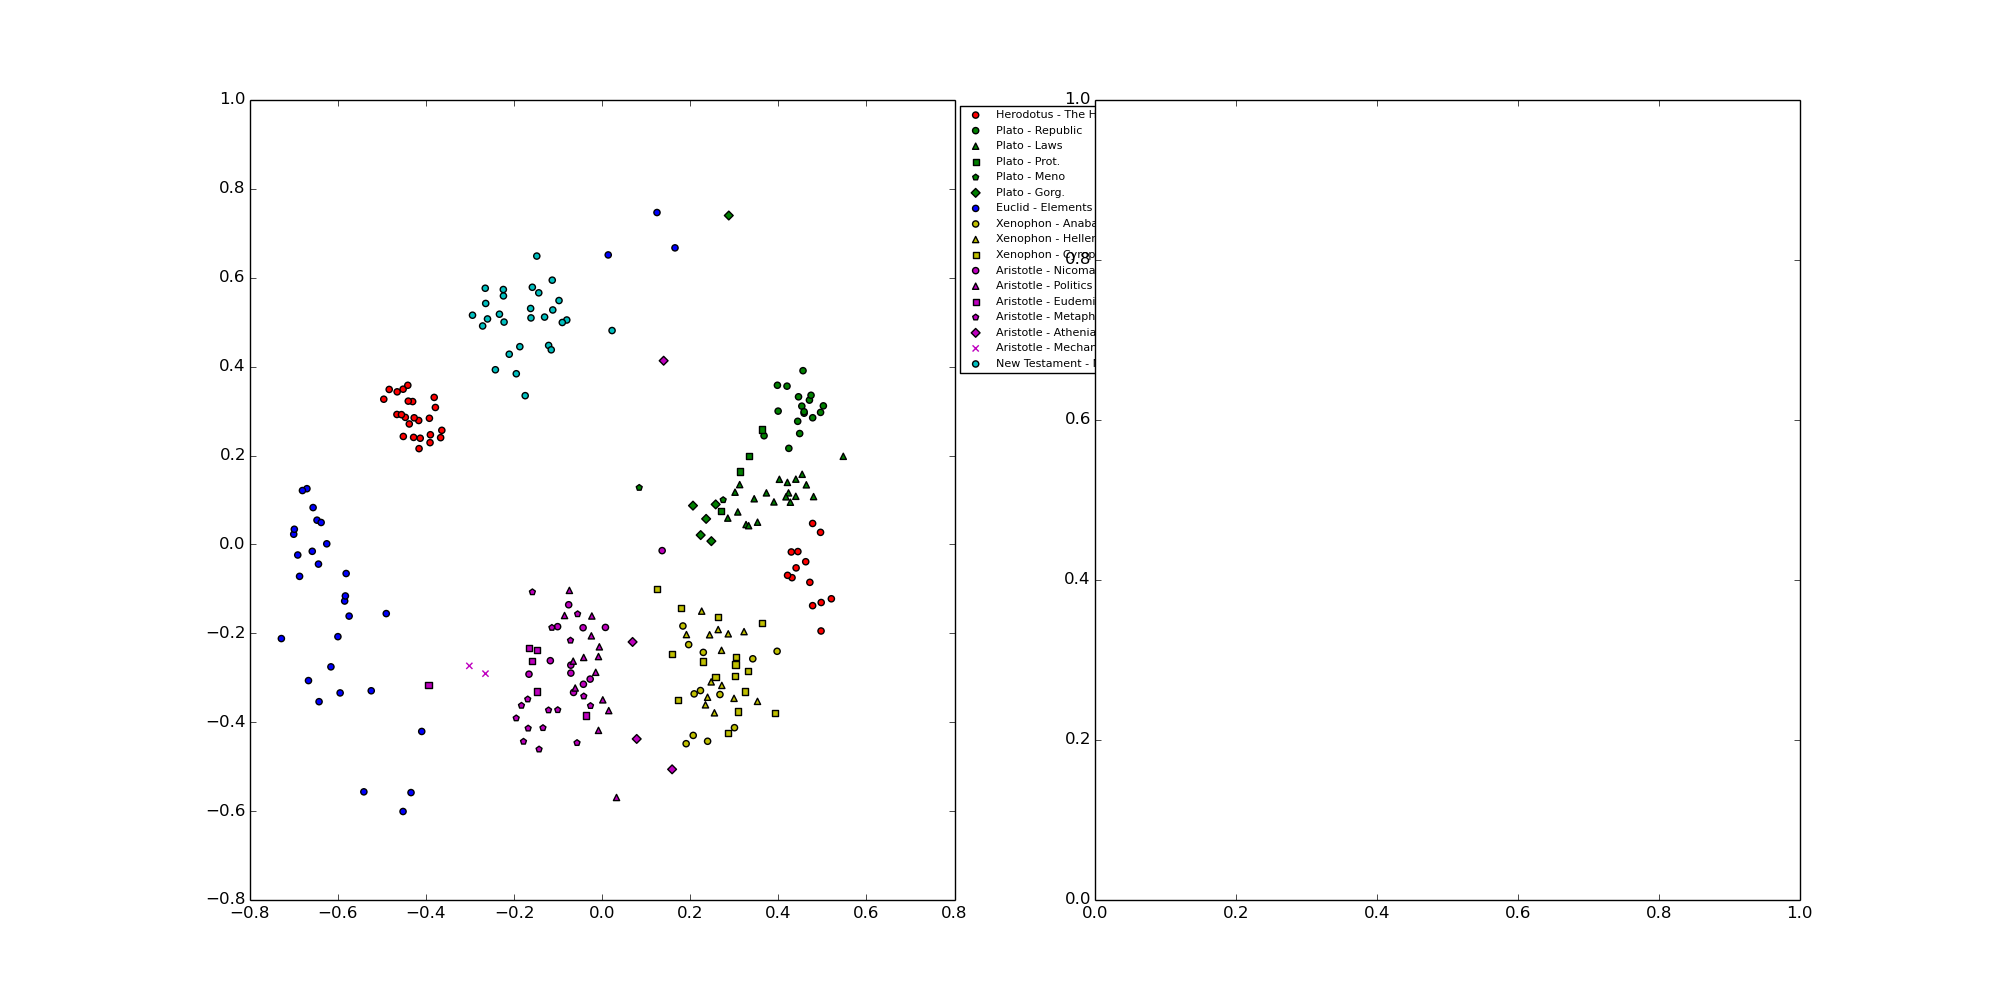 1.0
0.8
0.6
0.4
0.2
0.0
−0.2
−0.4
−0.6
−0.8
−0.8 −0.6 −0.4 −0.2 0.0 0.2 0.4 0.6 0.8
Herodotus - The H
Plato - Republic
Plato - Laws
Plato - Prot.
Plato - Meno
Plato - Gorg.
Euclid - Elements
Xenophon - Anaba
Xenophon - Heller
Xenophon - Cyrop
Aristotle - Nicoma
Aristotle - Politics
Aristotle - Eudemi
Aristotle - Metaph
Aristotle - Athenia
Aristotle - Mechan
New Testament -
1.0
0.8
0.6
0.4
0.2
0.0
0.0 0.2 0.4 0.6 0.8 1.0